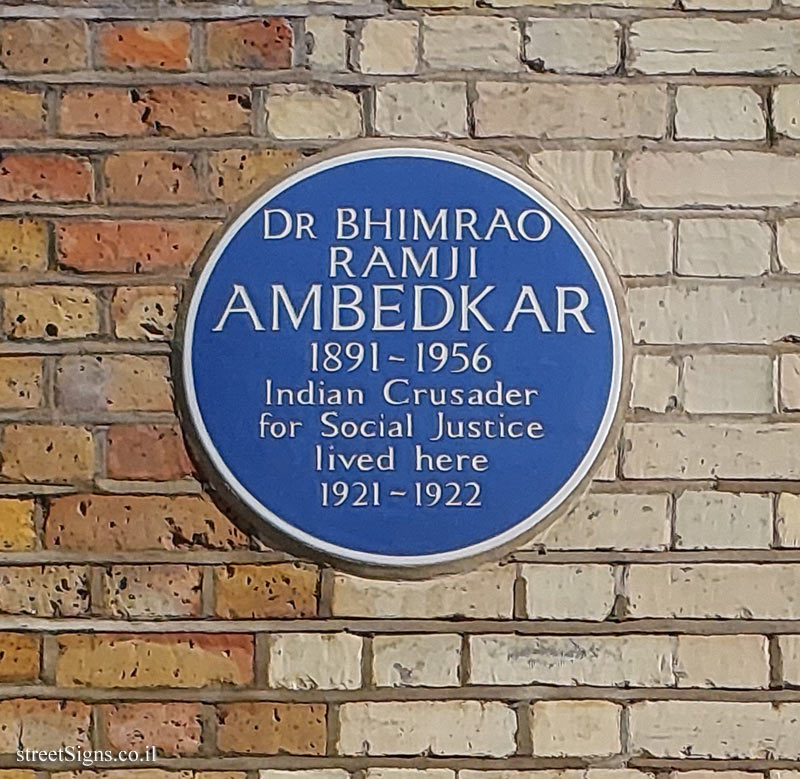 DR BHIMRAO
RAMJI
AMBEDKAR
1891~1956
Indian Crusader
for Social Justice
lived here
1921~1922
streetSigns.co.il